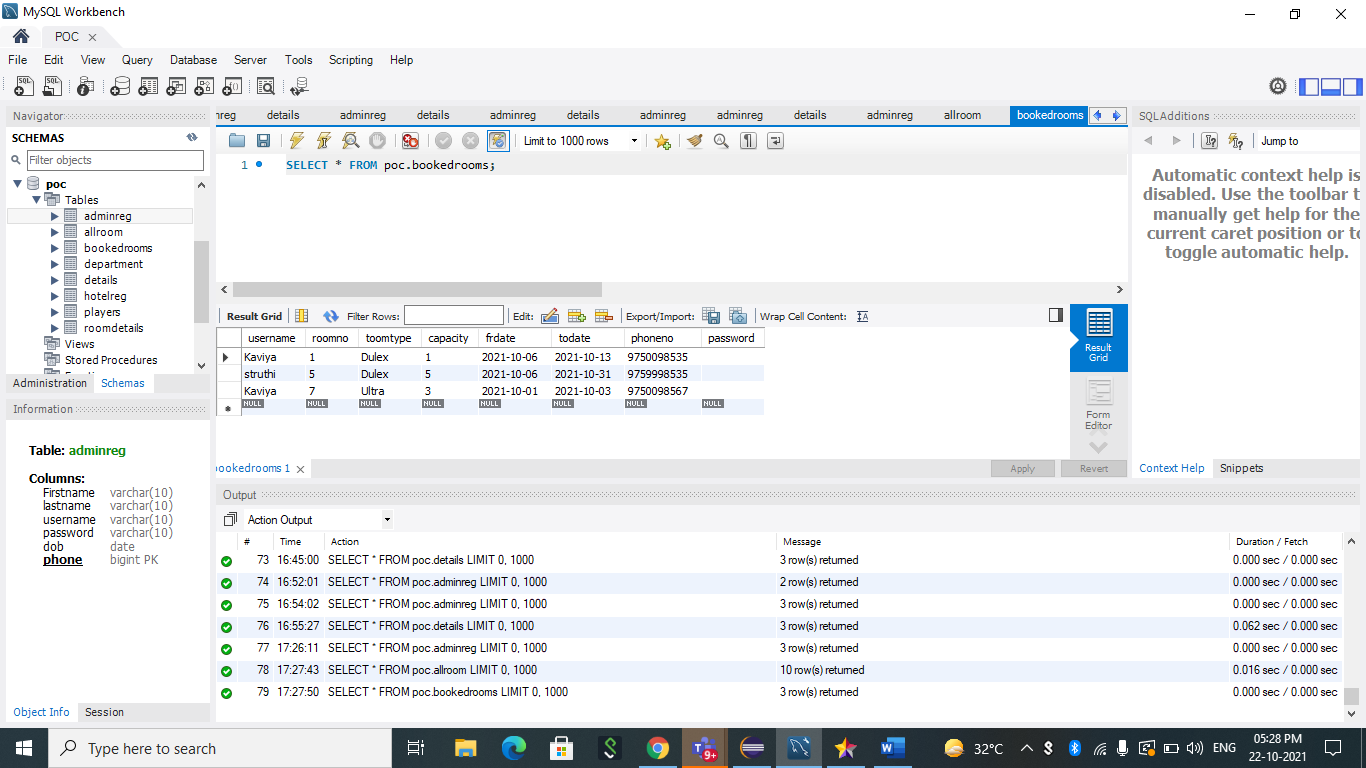 MySQL Workbench
POC
File Edit View Query Database Server Tools Scripting Help
Navigator
SCHEMAS
Filter objects
poc
Tables
adminreg
allroom
bookedrooms
department
details
hotelreg
players
roomdetails
Views
Stored Procedures
Administration Schemas
Information
Table: adminreg
Columns:
Firstname varchar(10)
lastname varchar(10)
username varchar(10)
password varchar(10)
dob date
phone bigint PK
Object Info Session
nreg details adminreg details adminreg details adminreg adminreg details adminreg allroom bookedrooms
Limit to 1000 rows
1 SELECT * FROM poc.bookedrooms;
Result Grid Filter Rows: Edit: Export/Import: Wrap Cell Content:
username roomno toomtype capacity frdate todate phoneno password
Kaviya 1 Dulex 1 2021-10-06 2021-10-13 9750098535
struthi 5 Dulex 5 2021-10-06 2021-10-31 9759998535
Kaviya 7 Ultra 3 2021-10-01 2021-10-03 9750098567
NULL NULL NULL NULL NULL NULL NULL NULL
Result
Grid
Form
Editor
bookedrooms 1
Apply Revert
SQLAdditions
Jump to
Automatic context help is
disabled. Use the toolbar t
manually get help for the
current caret position or to
toggle automatic help.
Context Help Snippets
Output
Action Output
# Time Action Message Duration / Fetch
73 16:45:00 SELECT * FROM poc.details LIMIT 0, 1000 3 row(s) returned 0.000 sec / 0.000 sec
74 16:52:01 SELECT * FROM poc.adminreg LIMIT 0, 1000 2 row(s) returned 0.000 sec / 0.000 sec
75 16:54:02 SELECT * FROM poc.adminreg LIMIT 0, 1000 3 row(s) returned 0.000 sec / 0.000 sec
76 16:55:27 SELECT * FROM poc.details LIMIT 0, 1000 3 row(s) returned 0.062 sec / 0.000 sec
77 17:26:11 SELECT * FROM poc.adminreg LIMIT 0, 1000 3 row(s) returned 0.000 sec / 0.000 sec
78 17:27:43 SELECT * FROM poc.allroom LIMIT 0, 1000 10 row(s) returned 0.016 sec / 0.000 sec
79 17:27:50 SELECT * FROM poc.bookedrooms LIMIT 0, 1000 3 row(s) returned 0.000 sec / 0.000 sec
Type here to search
9+
32°C
ENG
05:28 PM
22-10-2021